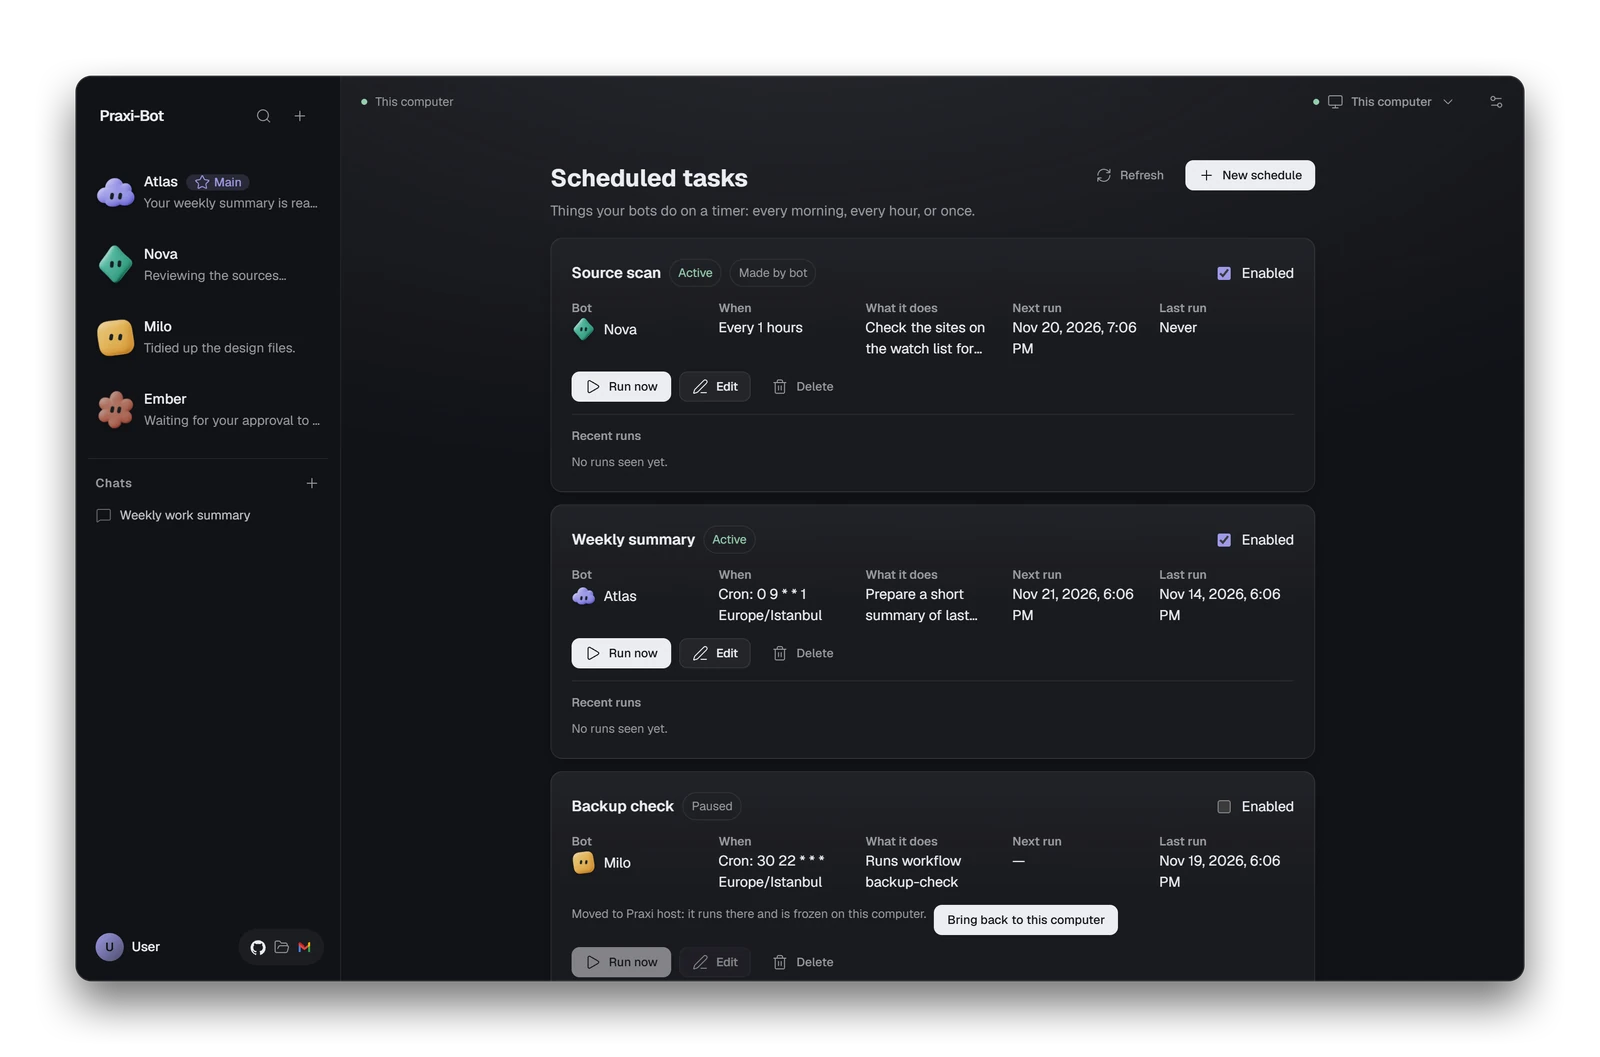 Praxi-Bot
Atlas
Main
Your weekly summary is rea...
Nova
Reviewing the sources...
Milo
Tidied up the design files.
Ember
Waiting for your approval to ...
Chats
Weekly work summary
U
User
This computer
This computer
Scheduled tasks
Refresh
New schedule
Things your bots do on a timer: every morning, every hour, or once.
Source scan
Active
Made by bot
Enabled
Bot
Nova
When
Every 1 hours
What it does
Check the sites on
the watch list for...
Next run
Nov 20, 2026, 7:06
PM
Last run
Never
Run now
Edit
Delete
Recent runs
No runs seen yet.
Weekly summary
Active
Enabled
Bot
Atlas
When
Cron: 0 9 * * 1
Europe/Istanbul
What it does
Prepare a short
summary of last...
Next run
Nov 21, 2026, 6:06
PM
Last run
Nov 14, 2026, 6:06
PM
Run now
Edit
Delete
Recent runs
No runs seen yet.
Backup check
Paused
Enabled
Bot
Milo
When
Cron: 30 22 * * *
Europe/Istanbul
What it does
Runs workflow
backup-check
Next run
—
Last run
Nov 19, 2026, 6:06
PM
Moved to Praxi host: it runs there and is frozen on this computer.
Bring back to this computer
Run now
Edit
Delete